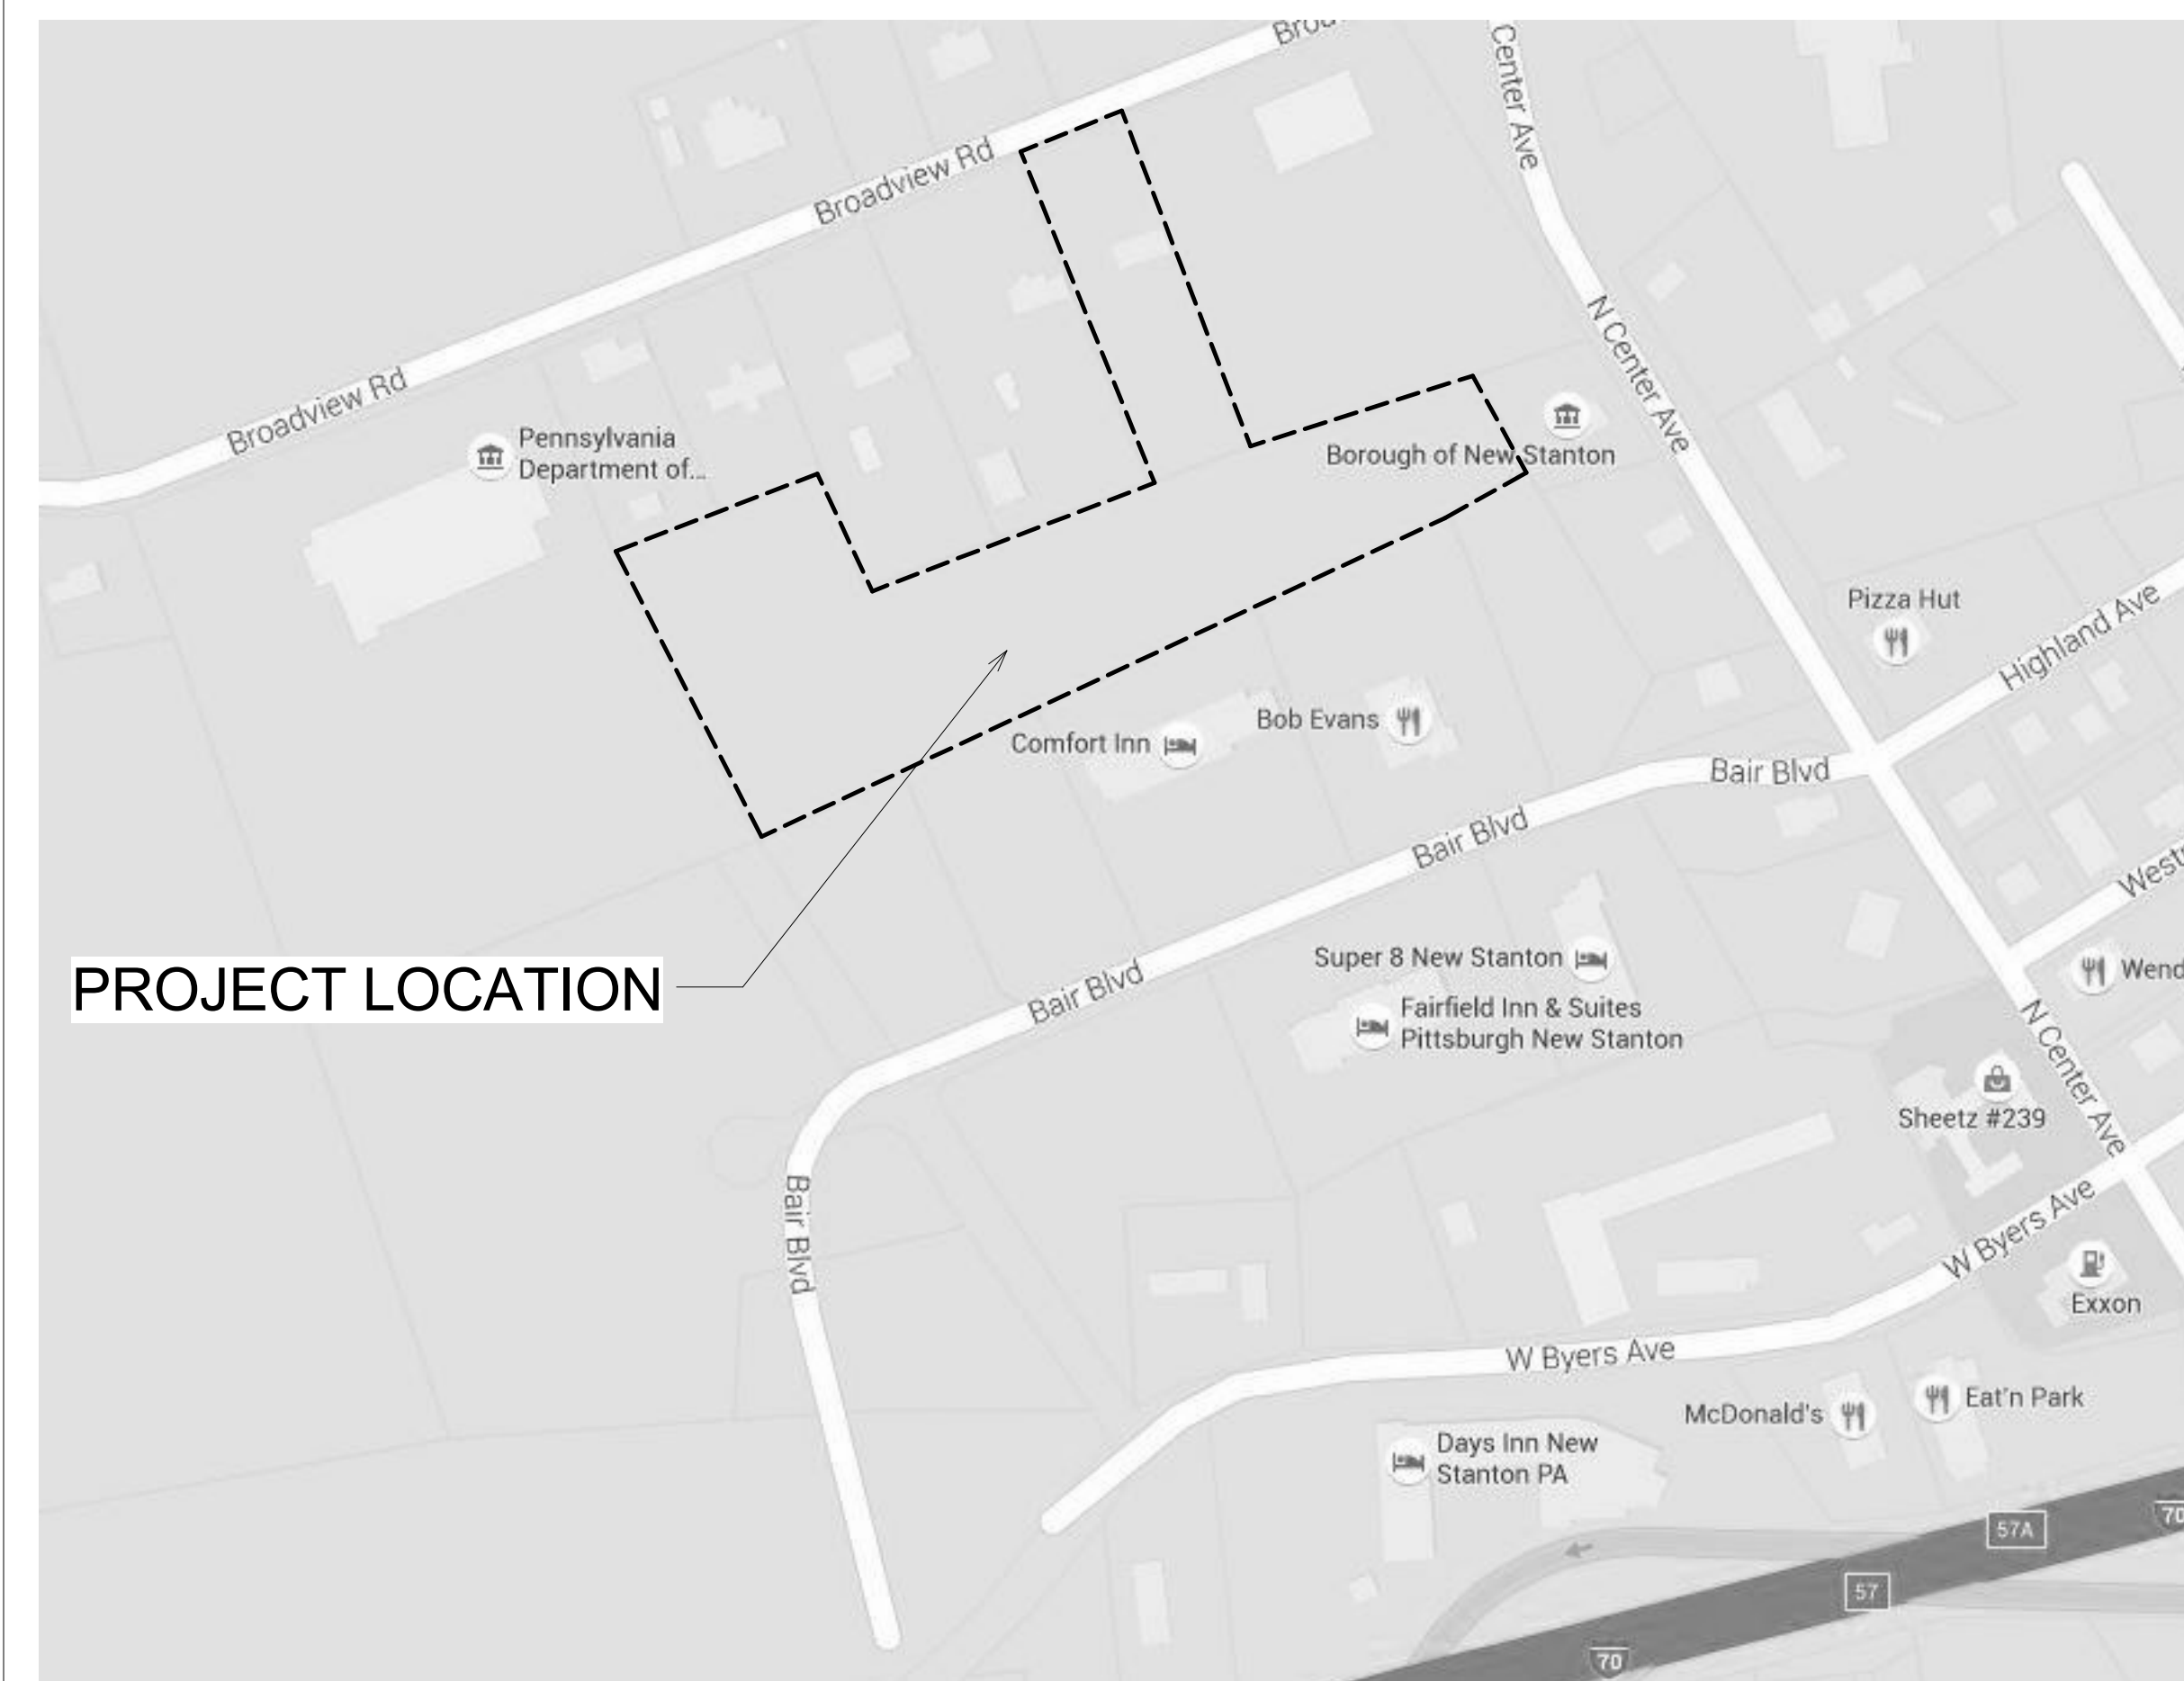 Center Ave
Broadview Rd
N Center Ave
Broadview Rd
Pennsylvania
Department of...
Borough of New Stanton
Pizza Hut
Highland Ave
Bob Evans
Comfort Inn
Bair Blvd
Bair Blvd
Super 8 New Stanton
PROJECT LOCATION
Bair Blvd
Fairfield Inn & Suites
Pittsburgh New Stanton
N Center Ave
Sheetz #239
Bair Blvd
W Byers Ave
Exxon
W Byers Ave
McDonald's
Eat'n Park
Days Inn New
Stanton PA
57A
70
57
70